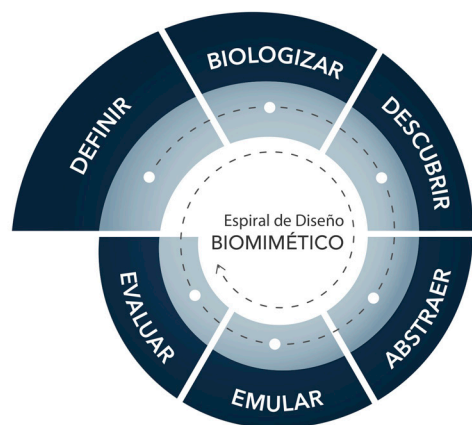 DEFINIR
BIOLOGIZAR
DESCUBRIR
ABSTRAER
EMULAR
EVALUAR
Espiral de Diseño
BIOMIMÉTICO